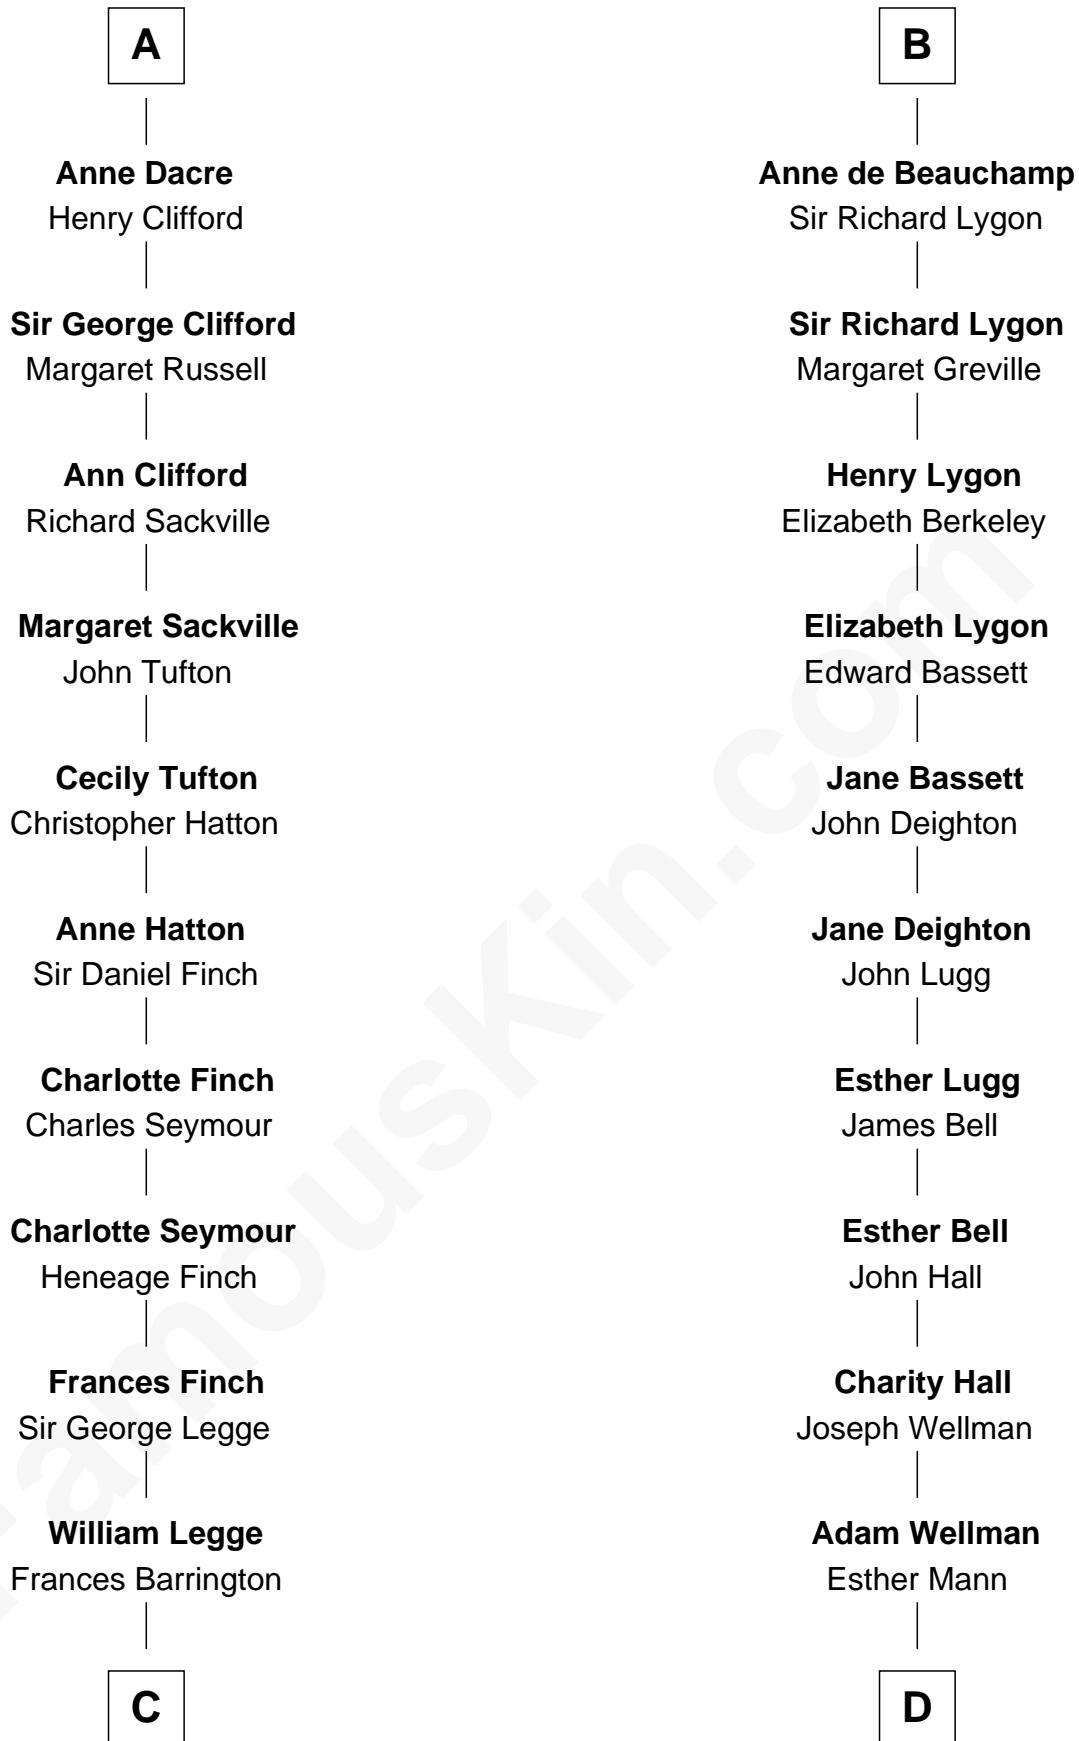 A
Anne Dacre
Henry Clifford
Sir George Clifford
Margaret Russell
Ann Clifford
Richard Sackville
Margaret Sackville
John Tufton
Cecily Tufton
Christopher Hatton
Anne Hatton
Sir Daniel Finch
Charlotte Finch
Charles Seymour
Charlotte Seymour
Heneage Finch
Frances Finch
Sir George Legge
William Legge
Frances Barrington
C
B
Anne de Beauchamp
Sir Richard Lygon
Sir Richard Lygon
Margaret Greville
Henry Lygon
Elizabeth Berkeley
Elizabeth Lygon
Edward Bassett
Jane Bassett
John Deighton
Jane Deighton
John Lugg
Esther Lugg
James Bell
Esther Bell
John Hall
Charity Hall
Joseph Wellman
Adam Wellman
Esther Mann
D
FamousKin.com